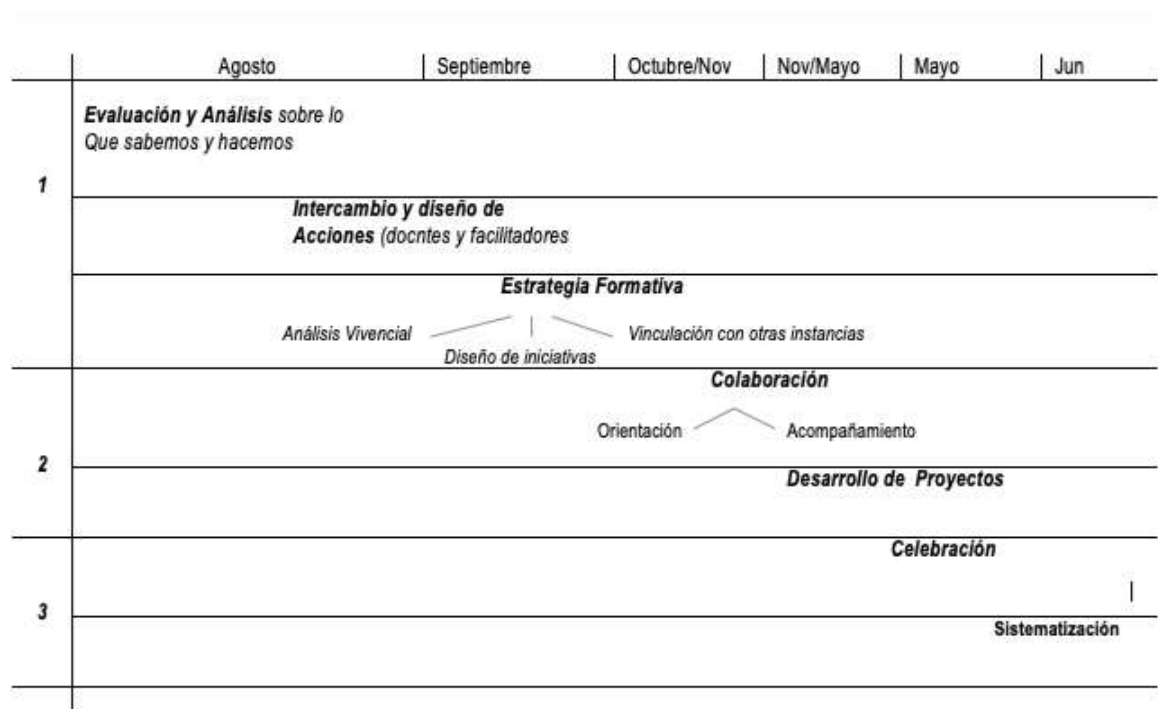 Agosto Septiembre Octubre/Nov Nov/Mayo Mayo Jun
Evaluación y Análisis sobre lo
Que sabemos y hacemos
1
Intercambio y diseño de
Acciones (docntes y facilitadores
Estrategia Formativa
Análisis Vivencial Vinculación con otras instancias
Diseño de iniciativas
Colaboración
Orientación Acompañamiento
2
Desarrollo de Proyectos
Celebración
3
Sistematización